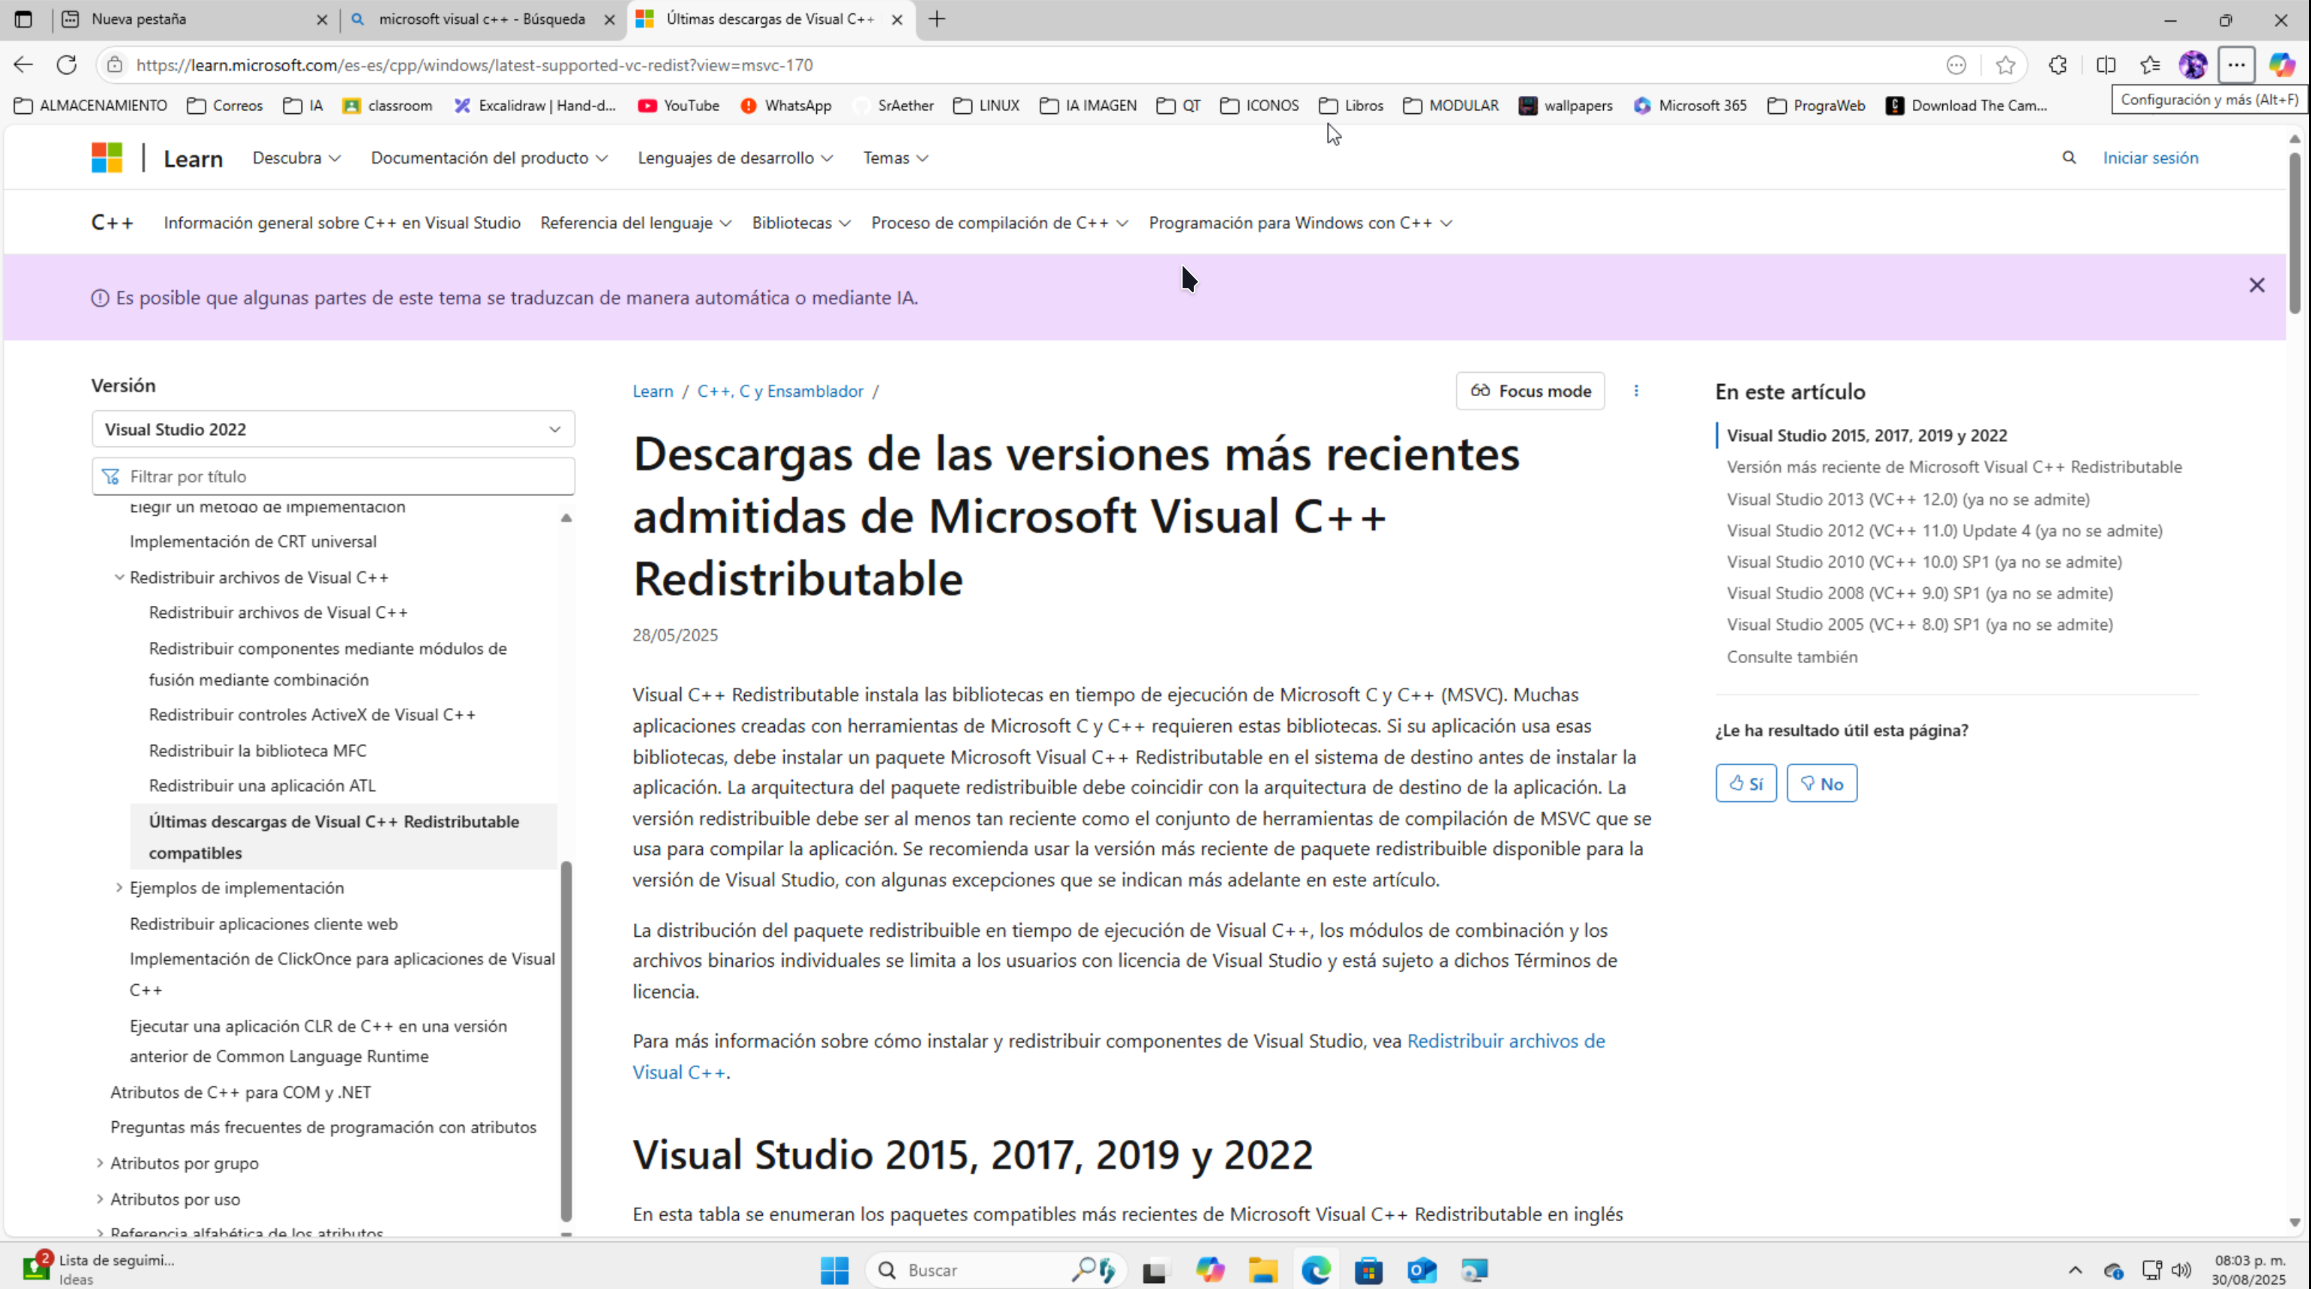 Nueva pestaña
microsoft visual c++ - Búsqueda
Últimas descargas de Visual C++
https://learn.microsoft.com/es-es/cpp/windows/latest-supported-vc-redist?view=msvc-170
ALMACENAMIENTO
Correos
IA
classroom
Excalidraw | Hand-d...
YouTube
WhatsApp
SrAether
LINUX
IA IMAGEN
QT
ICONOS
Libros
MODULAR
wallpapers
Microsoft 365
PrograWeb
Download The Cam...
Configuración y más (Alt+F)
Learn
Descubra
Documentación del producto
Lenguajes de desarrollo
Temas
Iniciar sesión
C++
Información general sobre C++ en Visual Studio
Referencia del lenguaje
Bibliotecas
Proceso de compilación de C++
Programación para Windows con C++
Es posible que algunas partes de este tema se traduzcan de manera automática o mediante IA.
Versión
Visual Studio 2022
Filtrar por título
Elegir un método de implementación
Implementación de CRT universal
Redistribuir archivos de Visual C++
Redistribuir archivos de Visual C++
Redistribuir componentes mediante módulos de
fusión mediante combinación
Redistribuir controles ActiveX de Visual C++
Redistribuir la biblioteca MFC
Redistribuir una aplicación ATL
Últimas descargas de Visual C++ Redistributable
compatibles
Ejemplos de implementación
Redistribuir aplicaciones cliente web
Implementación de ClickOnce para aplicaciones de Visual
C++
Ejecutar una aplicación CLR de C++ en una versión
anterior de Common Language Runtime
Atributos de C++ para COM y .NET
Preguntas más frecuentes de programación con atributos
Atributos por grupo
Atributos por uso
Referencia alfabética de los atributos
Learn / C++, C y Ensamblador /
Focus mode
Descargas de las versiones más recientes
admitidas de Microsoft Visual C++
Redistributable
28/05/2025
Visual C++ Redistributable instala las bibliotecas en tiempo de ejecución de Microsoft C y C++ (MSVC). Muchas
aplicaciones creadas con herramientas de Microsoft C y C++ requieren estas bibliotecas. Si su aplicación usa esas
bibliotecas, debe instalar un paquete Microsoft Visual C++ Redistributable en el sistema de destino antes de instalar la
aplicación. La arquitectura del paquete redistribuible debe coincidir con la arquitectura de destino de la aplicación. La
versión redistribuible debe ser al menos tan reciente como el conjunto de herramientas de compilación de MSVC que se
usa para compilar la aplicación. Se recomienda usar la versión más reciente de paquete redistribuible disponible para la
versión de Visual Studio, con algunas excepciones que se indican más adelante en este artículo.
La distribución del paquete redistribuible en tiempo de ejecución de Visual C++, los módulos de combinación y los
archivos binarios individuales se limita a los usuarios con licencia de Visual Studio y está sujeto a dichos Términos de
licencia.
Para más información sobre cómo instalar y redistribuir componentes de Visual Studio, vea Redistribuir archivos de
Visual C++.
Visual Studio 2015, 2017, 2019 y 2022
En esta tabla se enumeran los paquetes compatibles más recientes de Microsoft Visual C++ Redistributable en inglés
En este artículo
Visual Studio 2015, 2017, 2019 y 2022
Versión más reciente de Microsoft Visual C++ Redistributable
Visual Studio 2013 (VC++ 12.0) (ya no se admite)
Visual Studio 2012 (VC++ 11.0) Update 4 (ya no se admite)
Visual Studio 2010 (VC++ 10.0) SP1 (ya no se admite)
Visual Studio 2008 (VC++ 9.0) SP1 (ya no se admite)
Visual Studio 2005 (VC++ 8.0) SP1 (ya no se admite)
Consulte también
¿Le ha resultado útil esta página?
Sí
No
2
Lista de seguimi...
Ideas
Buscar
08:03 p. m.
30/08/2025